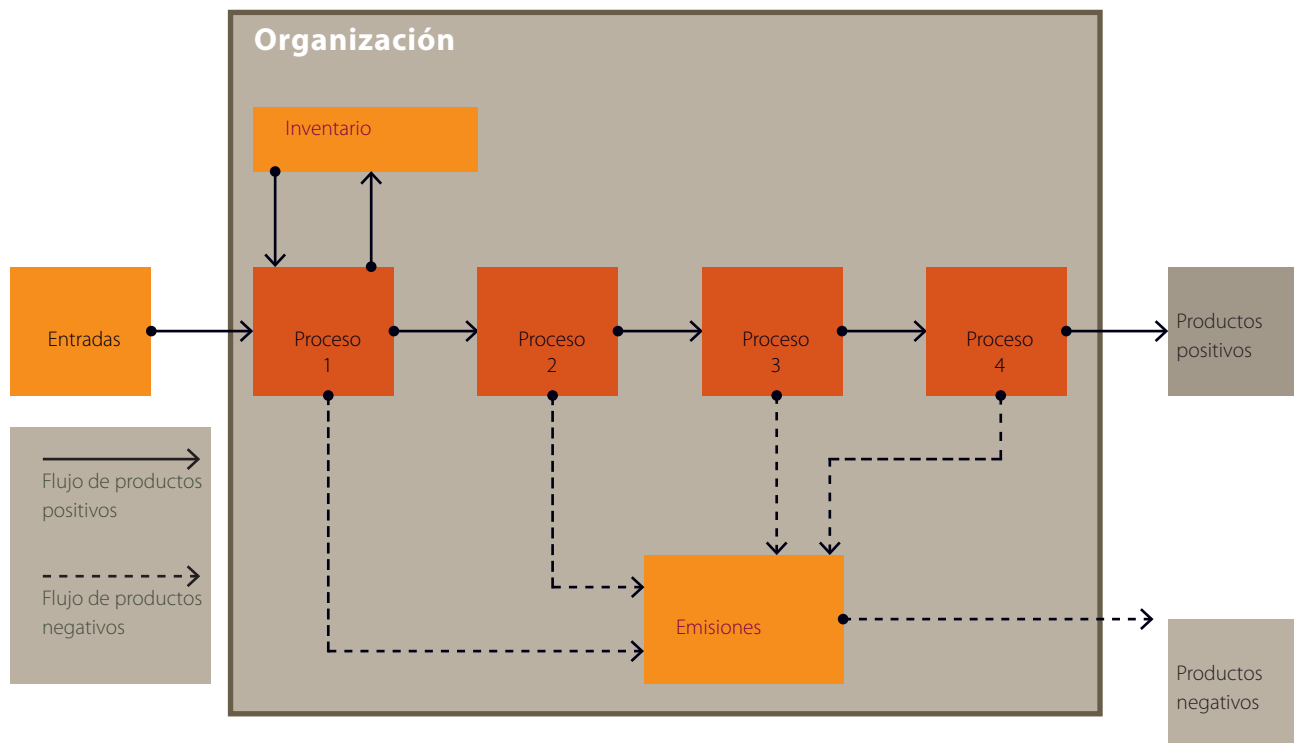 Organización
Inventario
Entradas
Proceso
1
Proceso
2
Proceso
3
Proceso
4
Productos
positivos
Flujo de productos
positivos
Flujo de productos
negativos
Emisiones
Productos
negativos